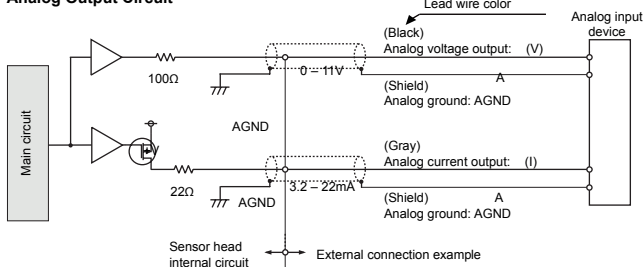 Analog Output Circuit
Lead wire color
Analog input
device
(Black)
Analog voltage output: (V)
100Ω
0 – 11V
A
(Shield)
Analog ground: AGND
AGND
Main circuit
(Gray)
Analog current output: (I)
22Ω
3.2 – 22mA
AGND
(Shield)
A
Analog ground: AGND
Sensor head
internal circuit
External connection example